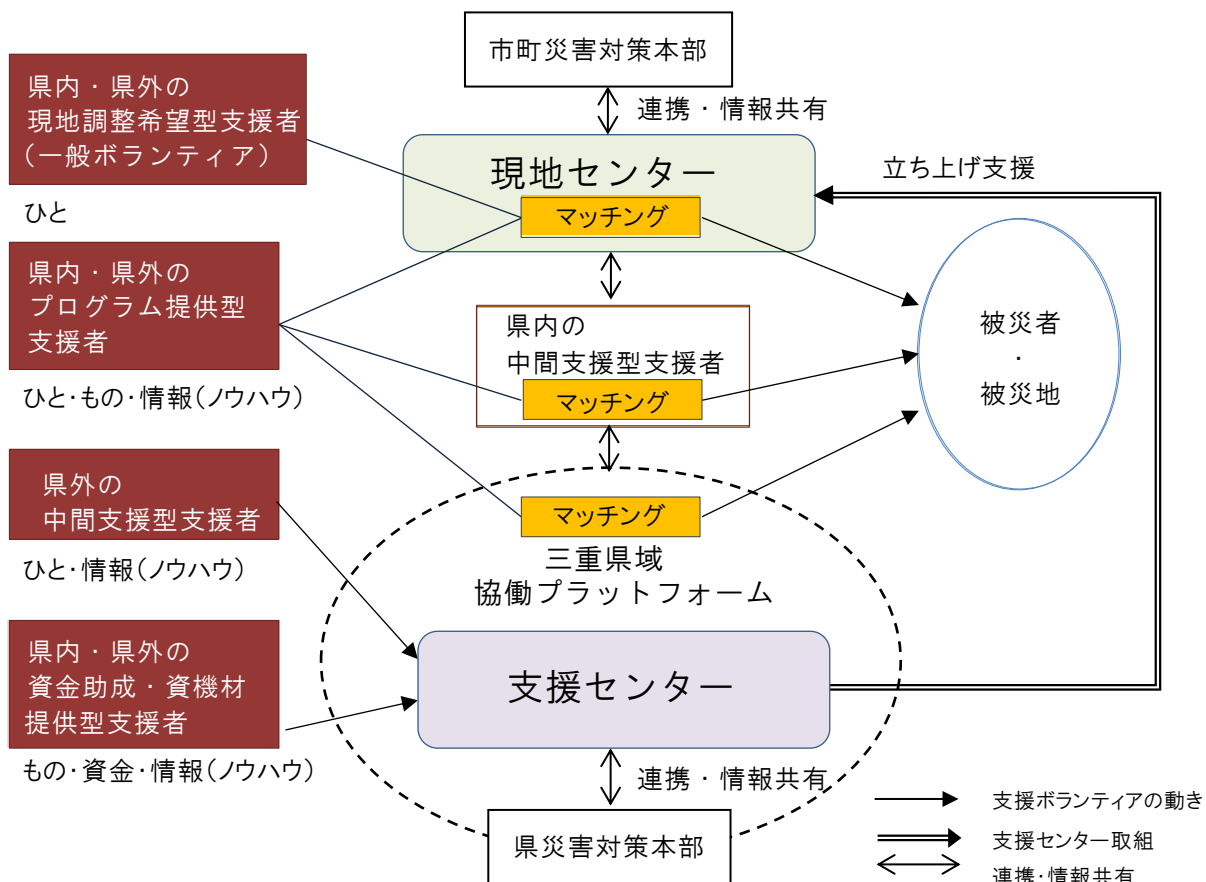 市町災害対策本部
連携・情報共有
県内・県外の
現地調整希望型支援者
(一般ボランティア)
ひと
現地センター
マッチング
立ち上げ支援
県内・県外の
プログラム提供型
支援者
ひと・もの・情報(ノウハウ)
県内の
中間支援型支援者
マッチング
被災者
・
被災地
県外の
中間支援型支援者
ひと・情報(ノウハウ)
マッチング
三重県域
協働プラットフォーム
県内・県外の
資金助成・資機材
提供型支援者
もの・資金・情報(ノウハウ)
支援センター
連携・情報共有
県災害対策本部
支援ボランティアの動き
支援センター取組
連携・情報共有